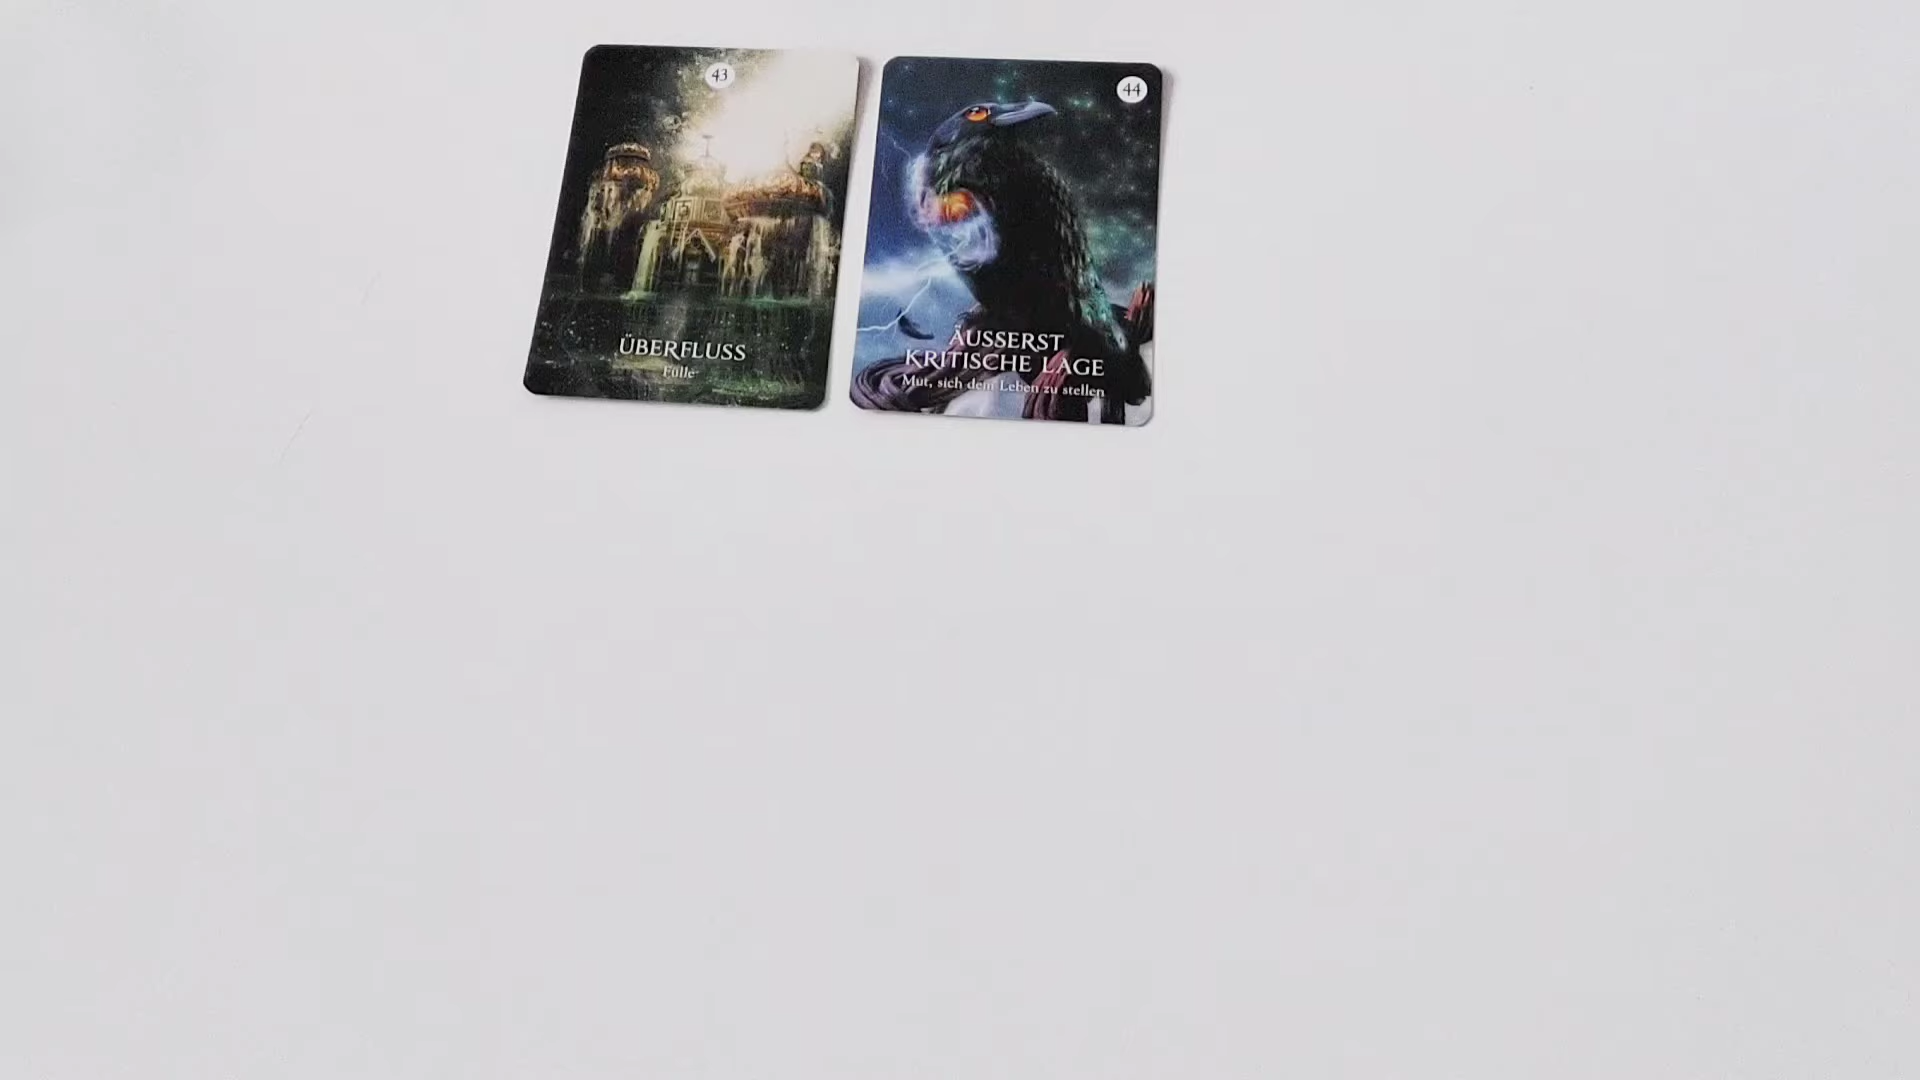 43
ÜBERFLUSS
Fülle
44
ÄUSSERST
KRITISCHE LAGE
Mut, sich dem Leben zu stellen